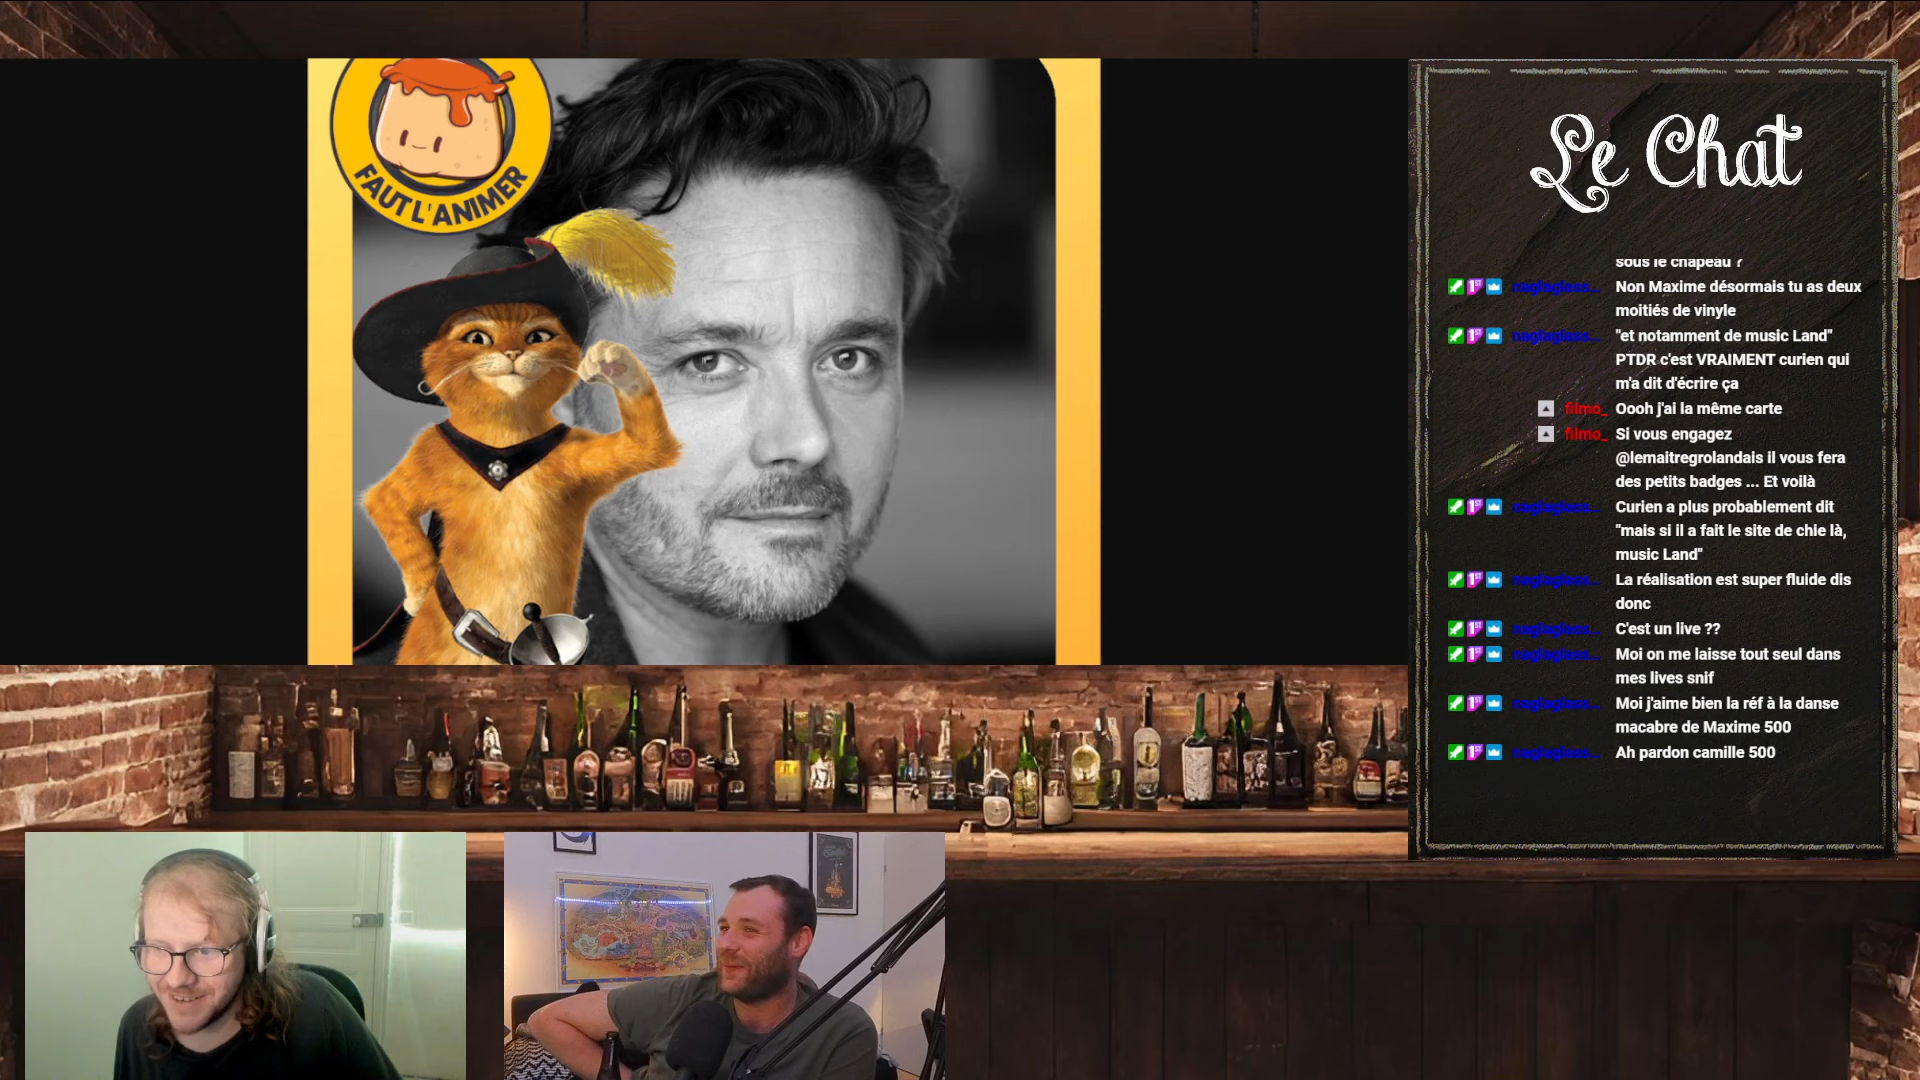 FAUT L'ANIMER
Le Chat
sous le chapeau ?
Non Maxime désormais tu as deux
moitiés de vinyle
"et notamment de music Land"
PTDR c'est VRAIMENT curien qui
m'a dit d'écrire ça
filmo_ Oooh j'ai la même carte
filmo_ Si vous engagez
@lemaitregrolandais il vous fera
des petits badges ... Et voilà
Curien a plus probablement dit
"mais si il a fait le site de chie là,
music Land"
La réalisation est super fluide dis
donc
C'est un live ??
Moi on me laisse tout seul dans
mes lives snif
Moi j'aime bien la réf à la danse
macabre de Maxime 500
Ah pardon camille 500